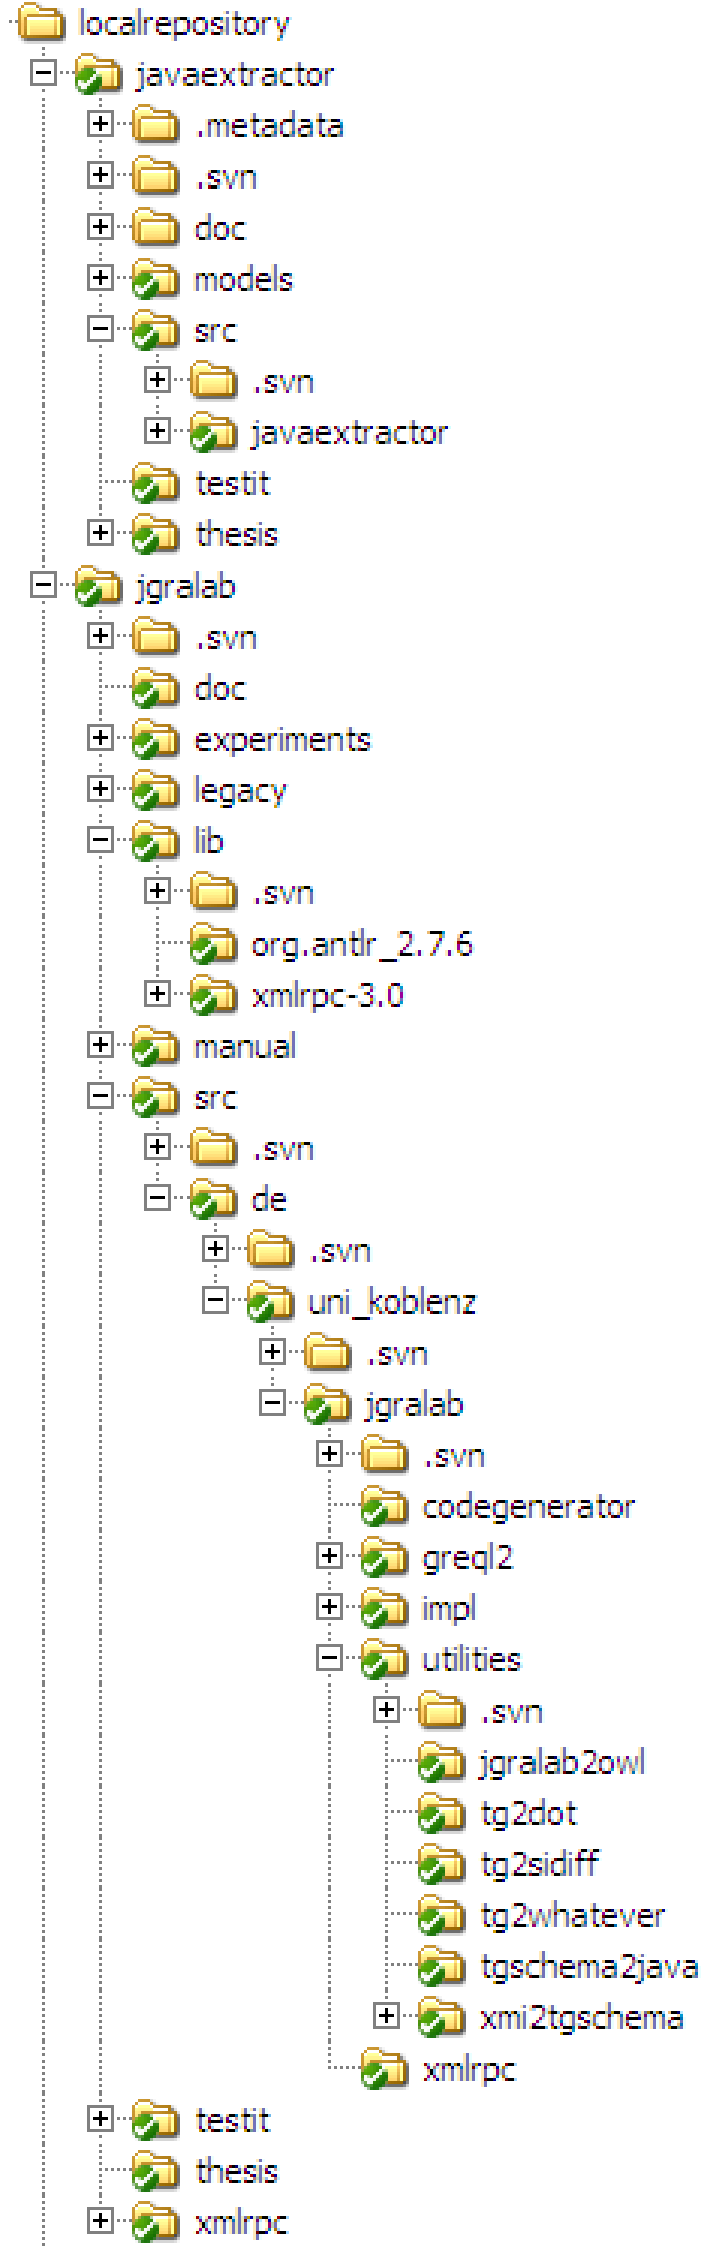 localrepository
javaextractor
.metadata
.svn
doc
models
src
.svn
javaextractor
testit
thesis
jgralab
.svn
doc
experiments
legacy
lib
.svn
org.antlr_2.7.6
xmlrpc-3.0
manual
src
.svn
de
.svn
uni_koblenz
.svn
jgralab
.svn
codegenerator
greql2
impl
utilities
.svn
jgralab2owl
tg2dot
tg2sidiff
tg2whatever
tgschema2java
xmi2tgschema
xmlrpc
testit
thesis
xmlrpc